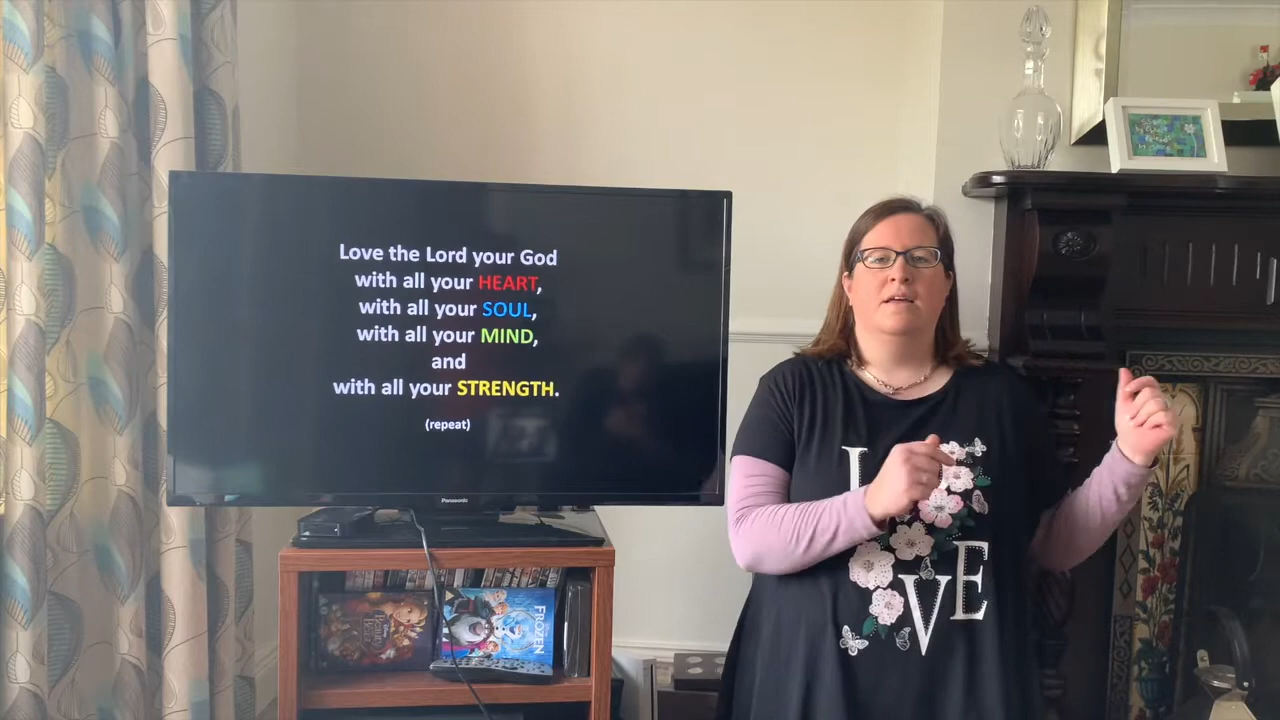 Love the Lord your God
with all your HEART,
with all your SOUL,
with all your MIND,
and
with all your STRENGTH.
(repeat)
Panasonic
FROZEN
L VE